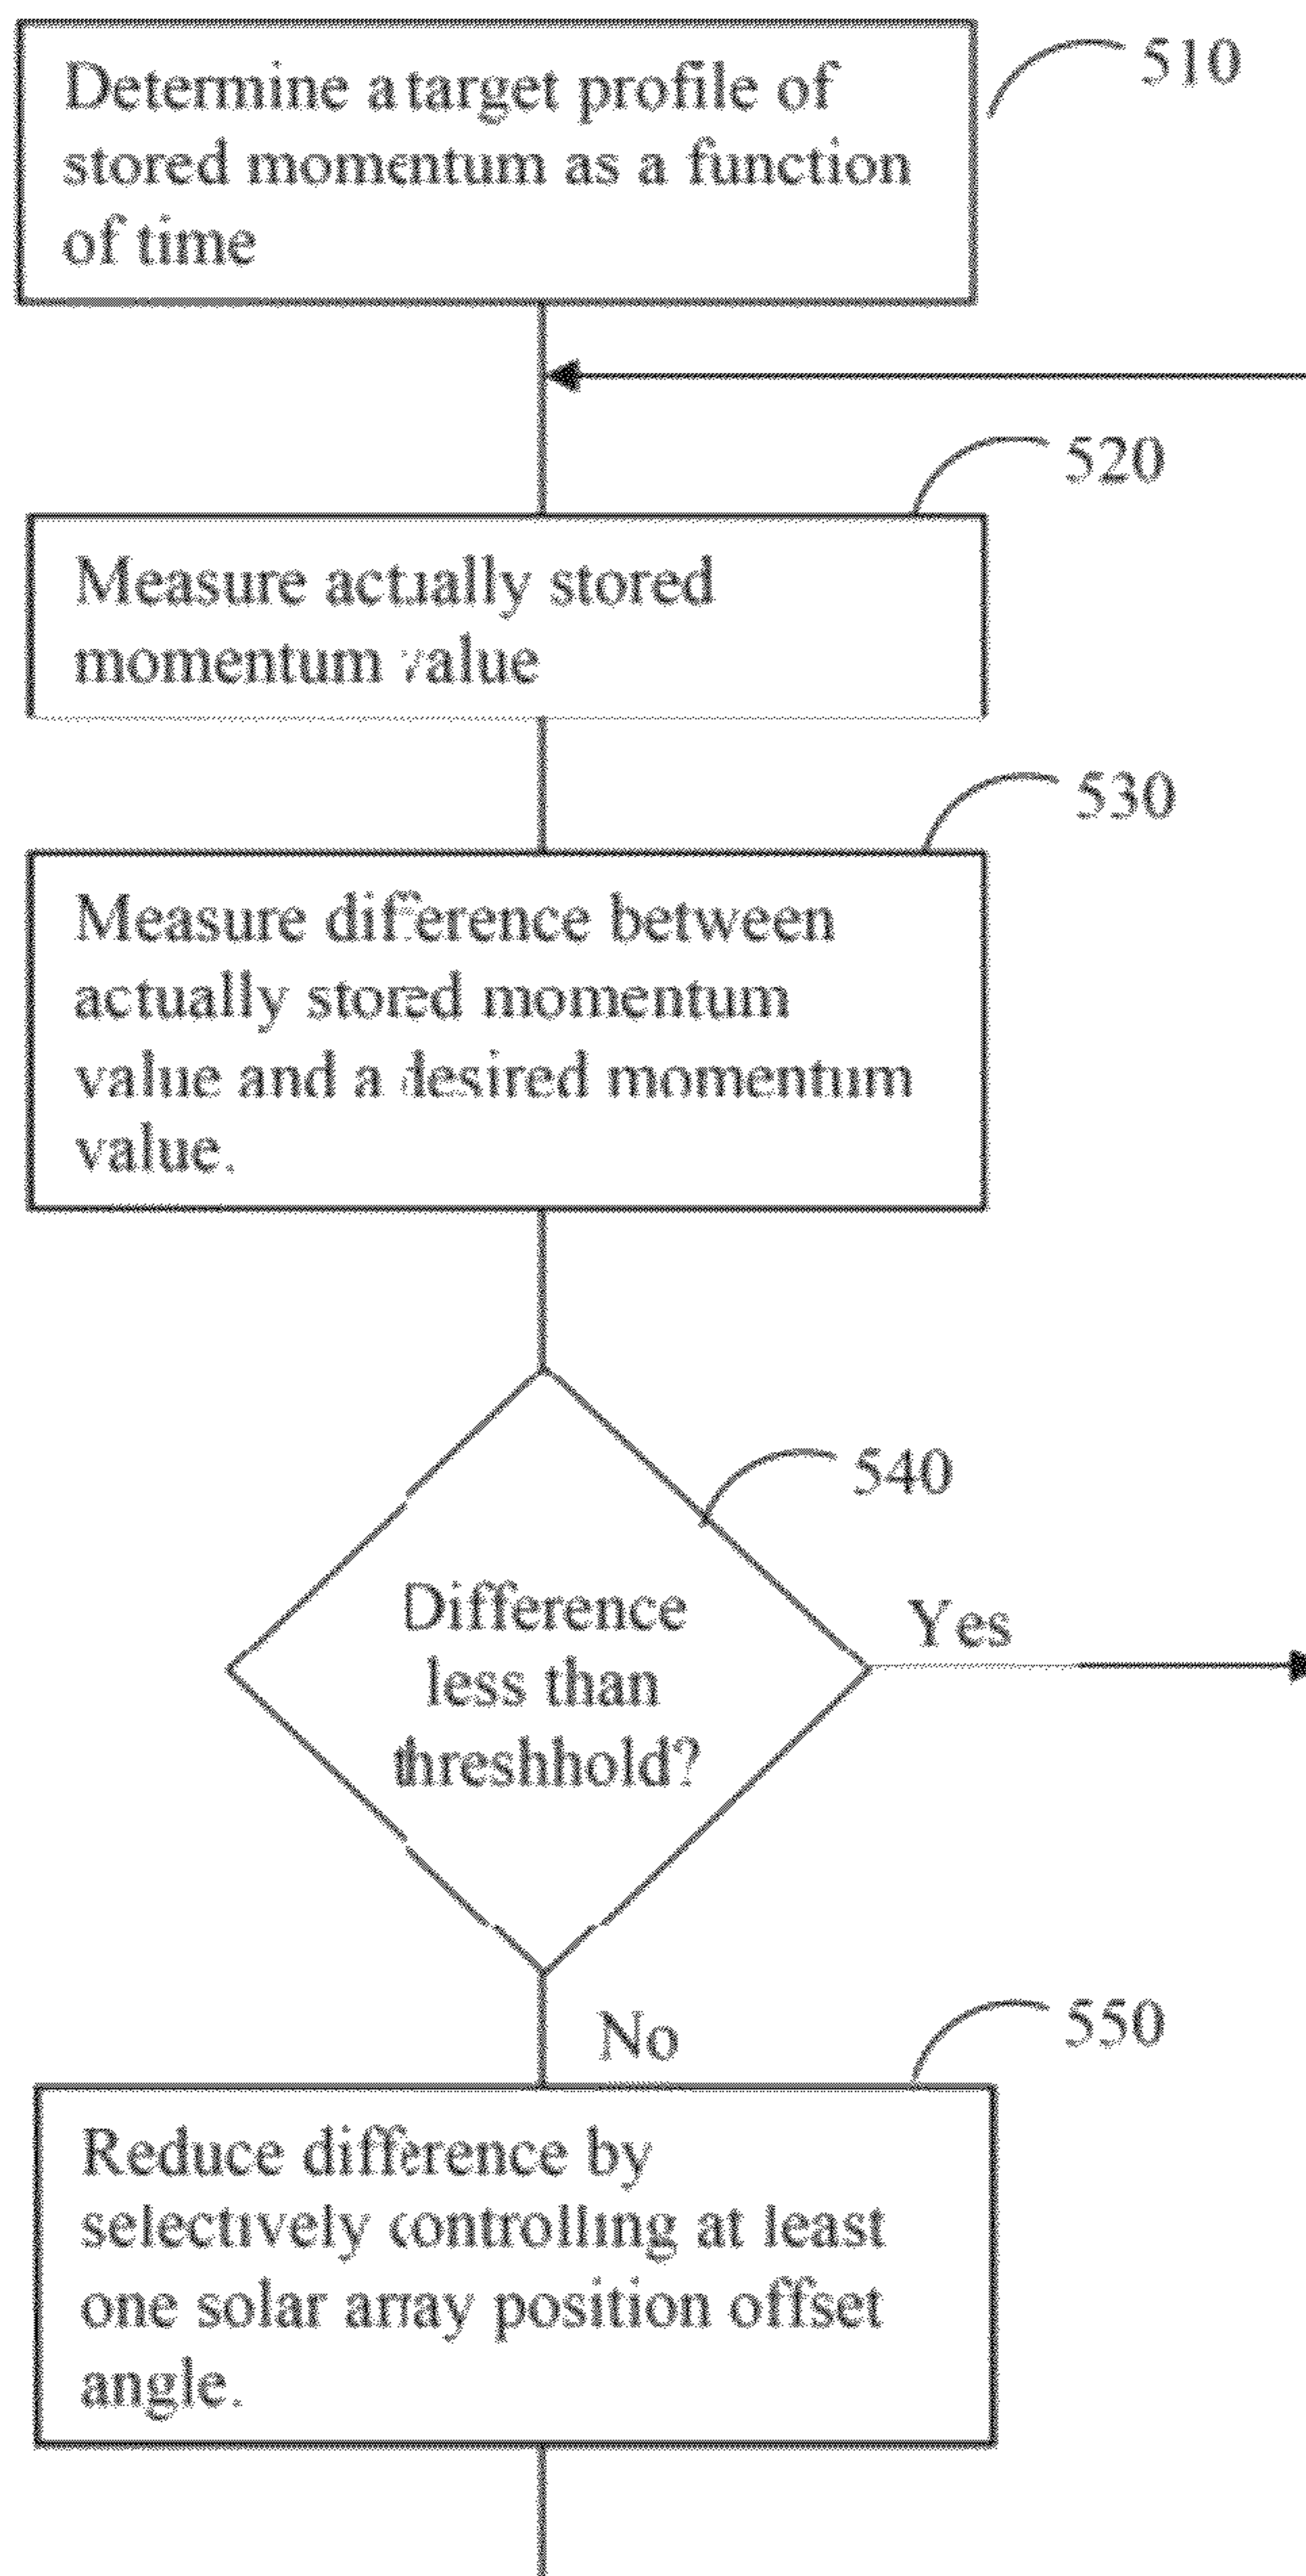 Determine a target profile of
stored momentum as a function
of time
510
520
Measure actually stored
momentum value
530
Measure difference between
actually stored momentum
value and a desired momentum
value.
540
Difference
less than
threshhold?
Yes
No
550
Reduce difference by
selectively controlling at least
one solar array position offset
angle.